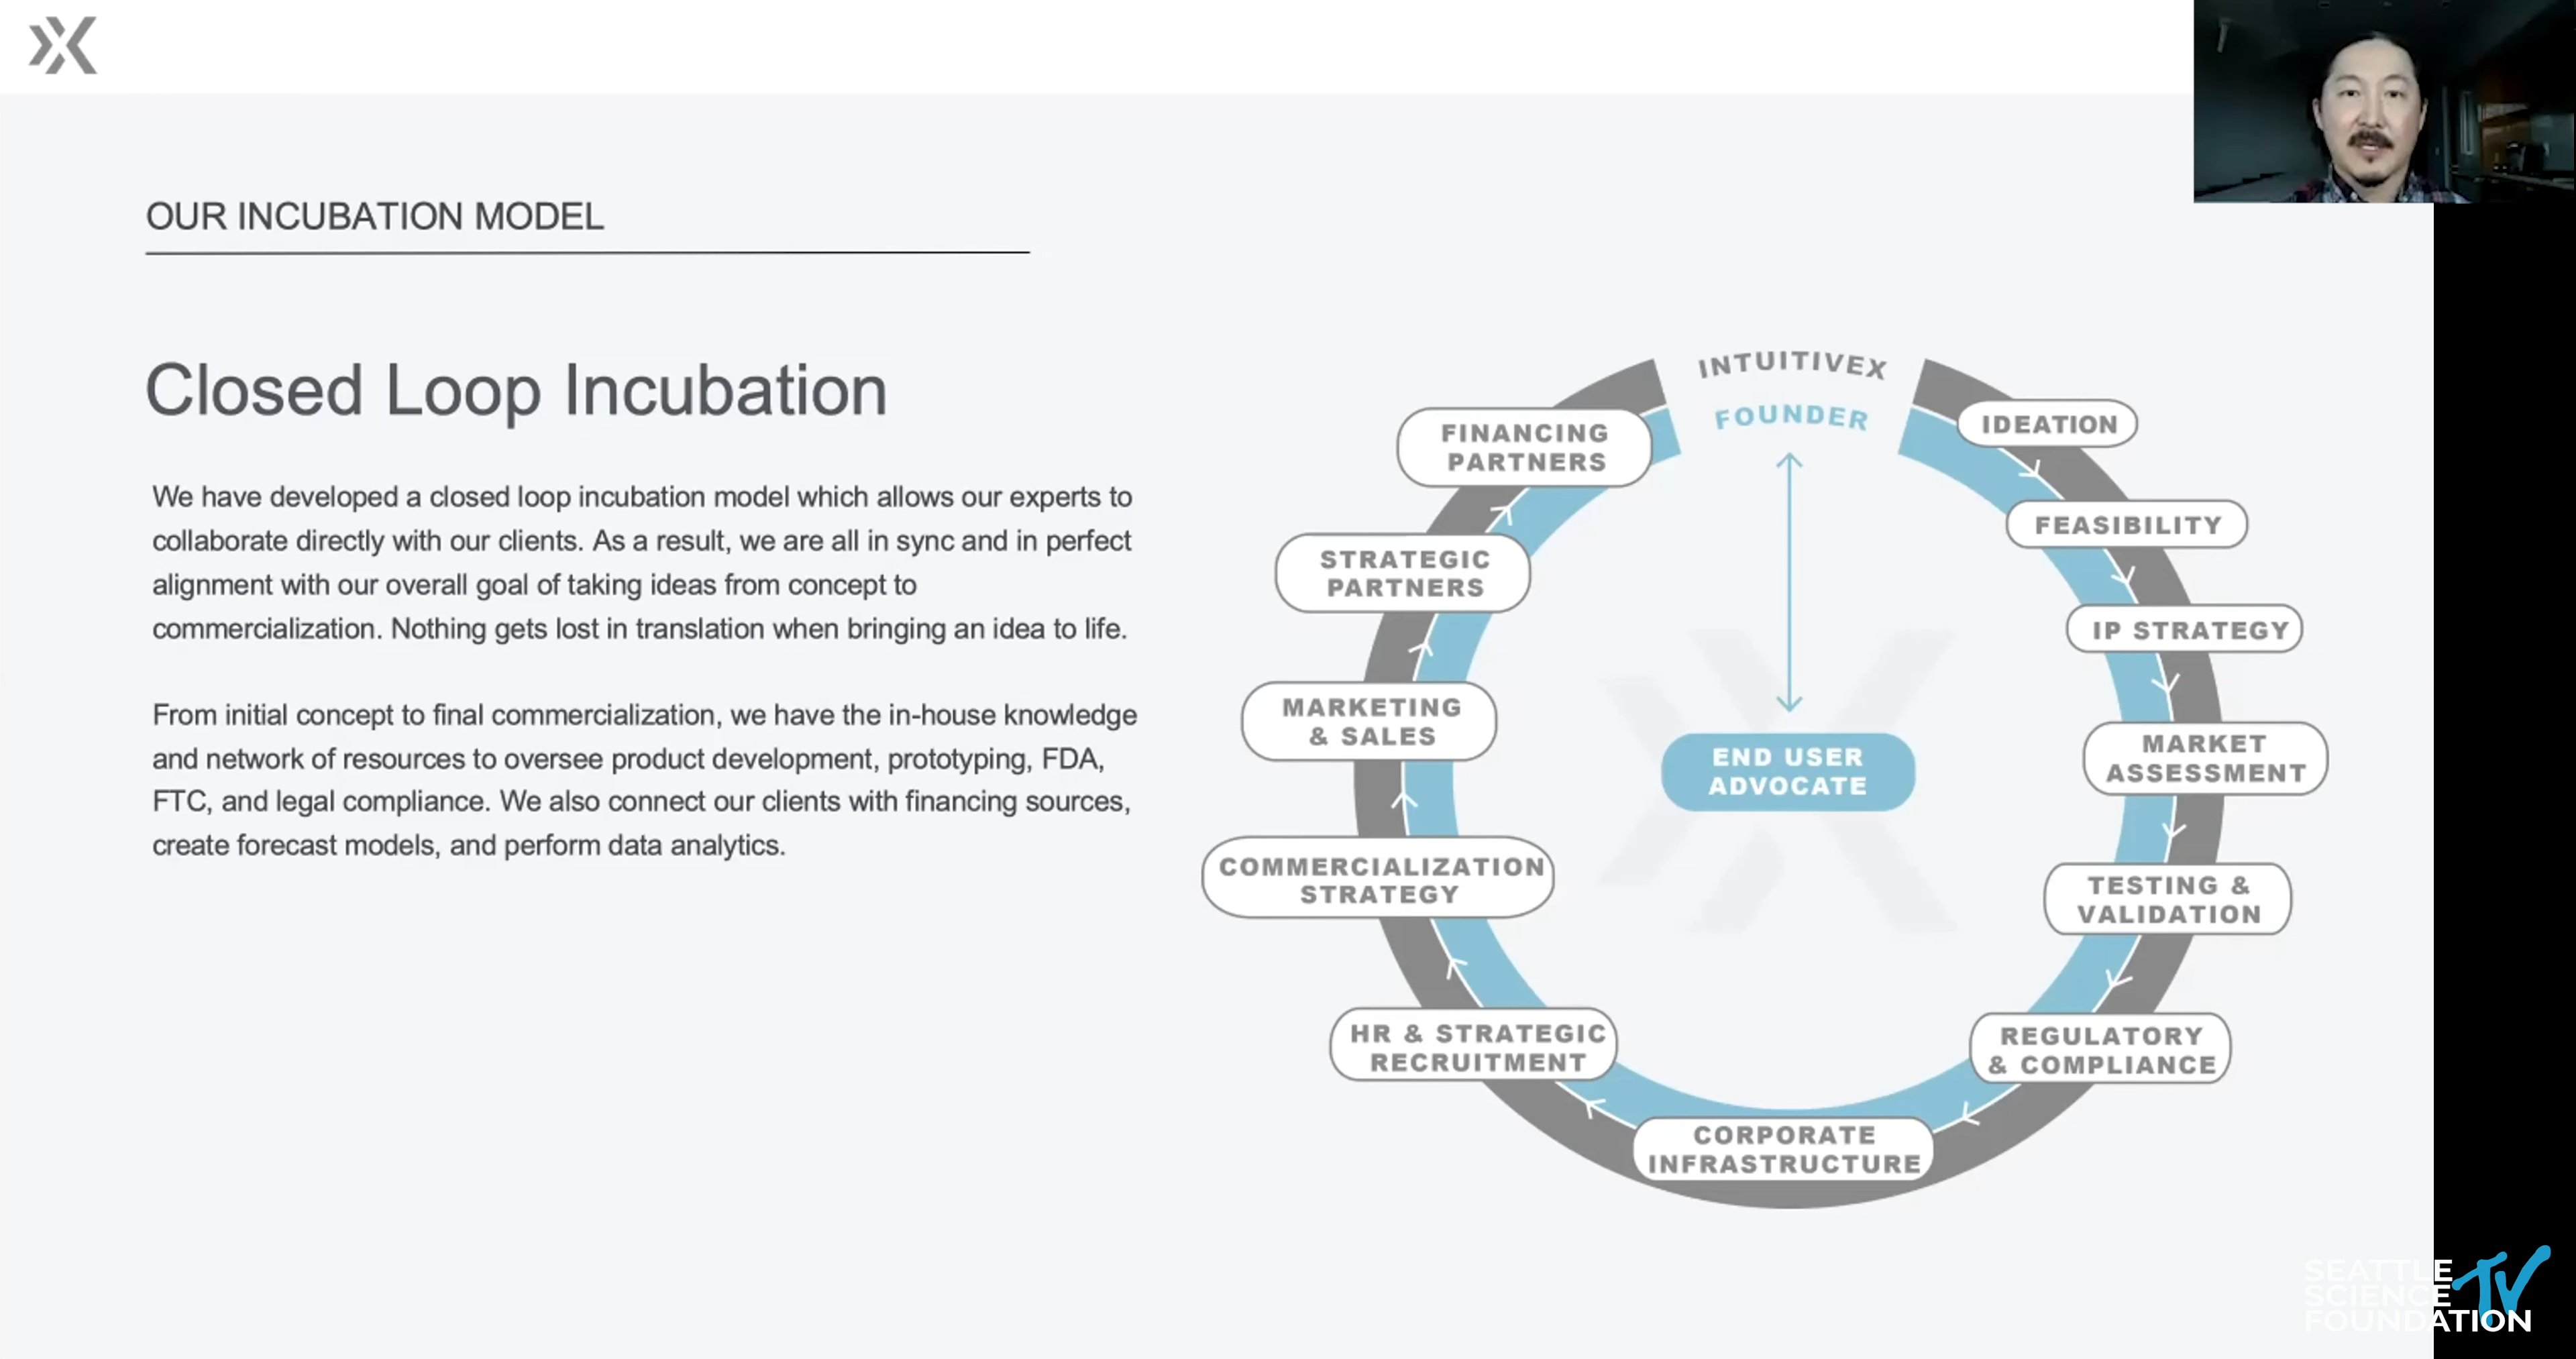 OUR INCUBATION MODEL
Closed Loop Incubation
We have developed a closed loop incubation model which allows our experts to
collaborate directly with our clients. As a result, we are all in sync and in perfect
alignment with our overall goal of taking ideas from concept to
commercialization. Nothing gets lost in translation when bringing an idea to life.
From initial concept to final commercialization, we have the in-house knowledge
and network of resources to oversee product development, prototyping, FDA,
FTC, and legal compliance. We also connect our clients with financing sources,
create forecast models, and perform data analytics.
INTUITIVEX
FOUNDER
END USER
ADVOCATE
IDEATION
FEASIBILITY
IP STRATEGY
MARKET
ASSESSMENT
TESTING &
VALIDATION
REGULATORY
& COMPLIANCE
CORPORATE
INFRASTRUCTURE
HR & STRATEGIC
RECRUITMENT
COMMERCIALIZATION
STRATEGY
MARKETING
& SALES
STRATEGIC
PARTNERS
FINANCING
PARTNERS
SEATTLE
SCIENCE
FOUNDATION
TV